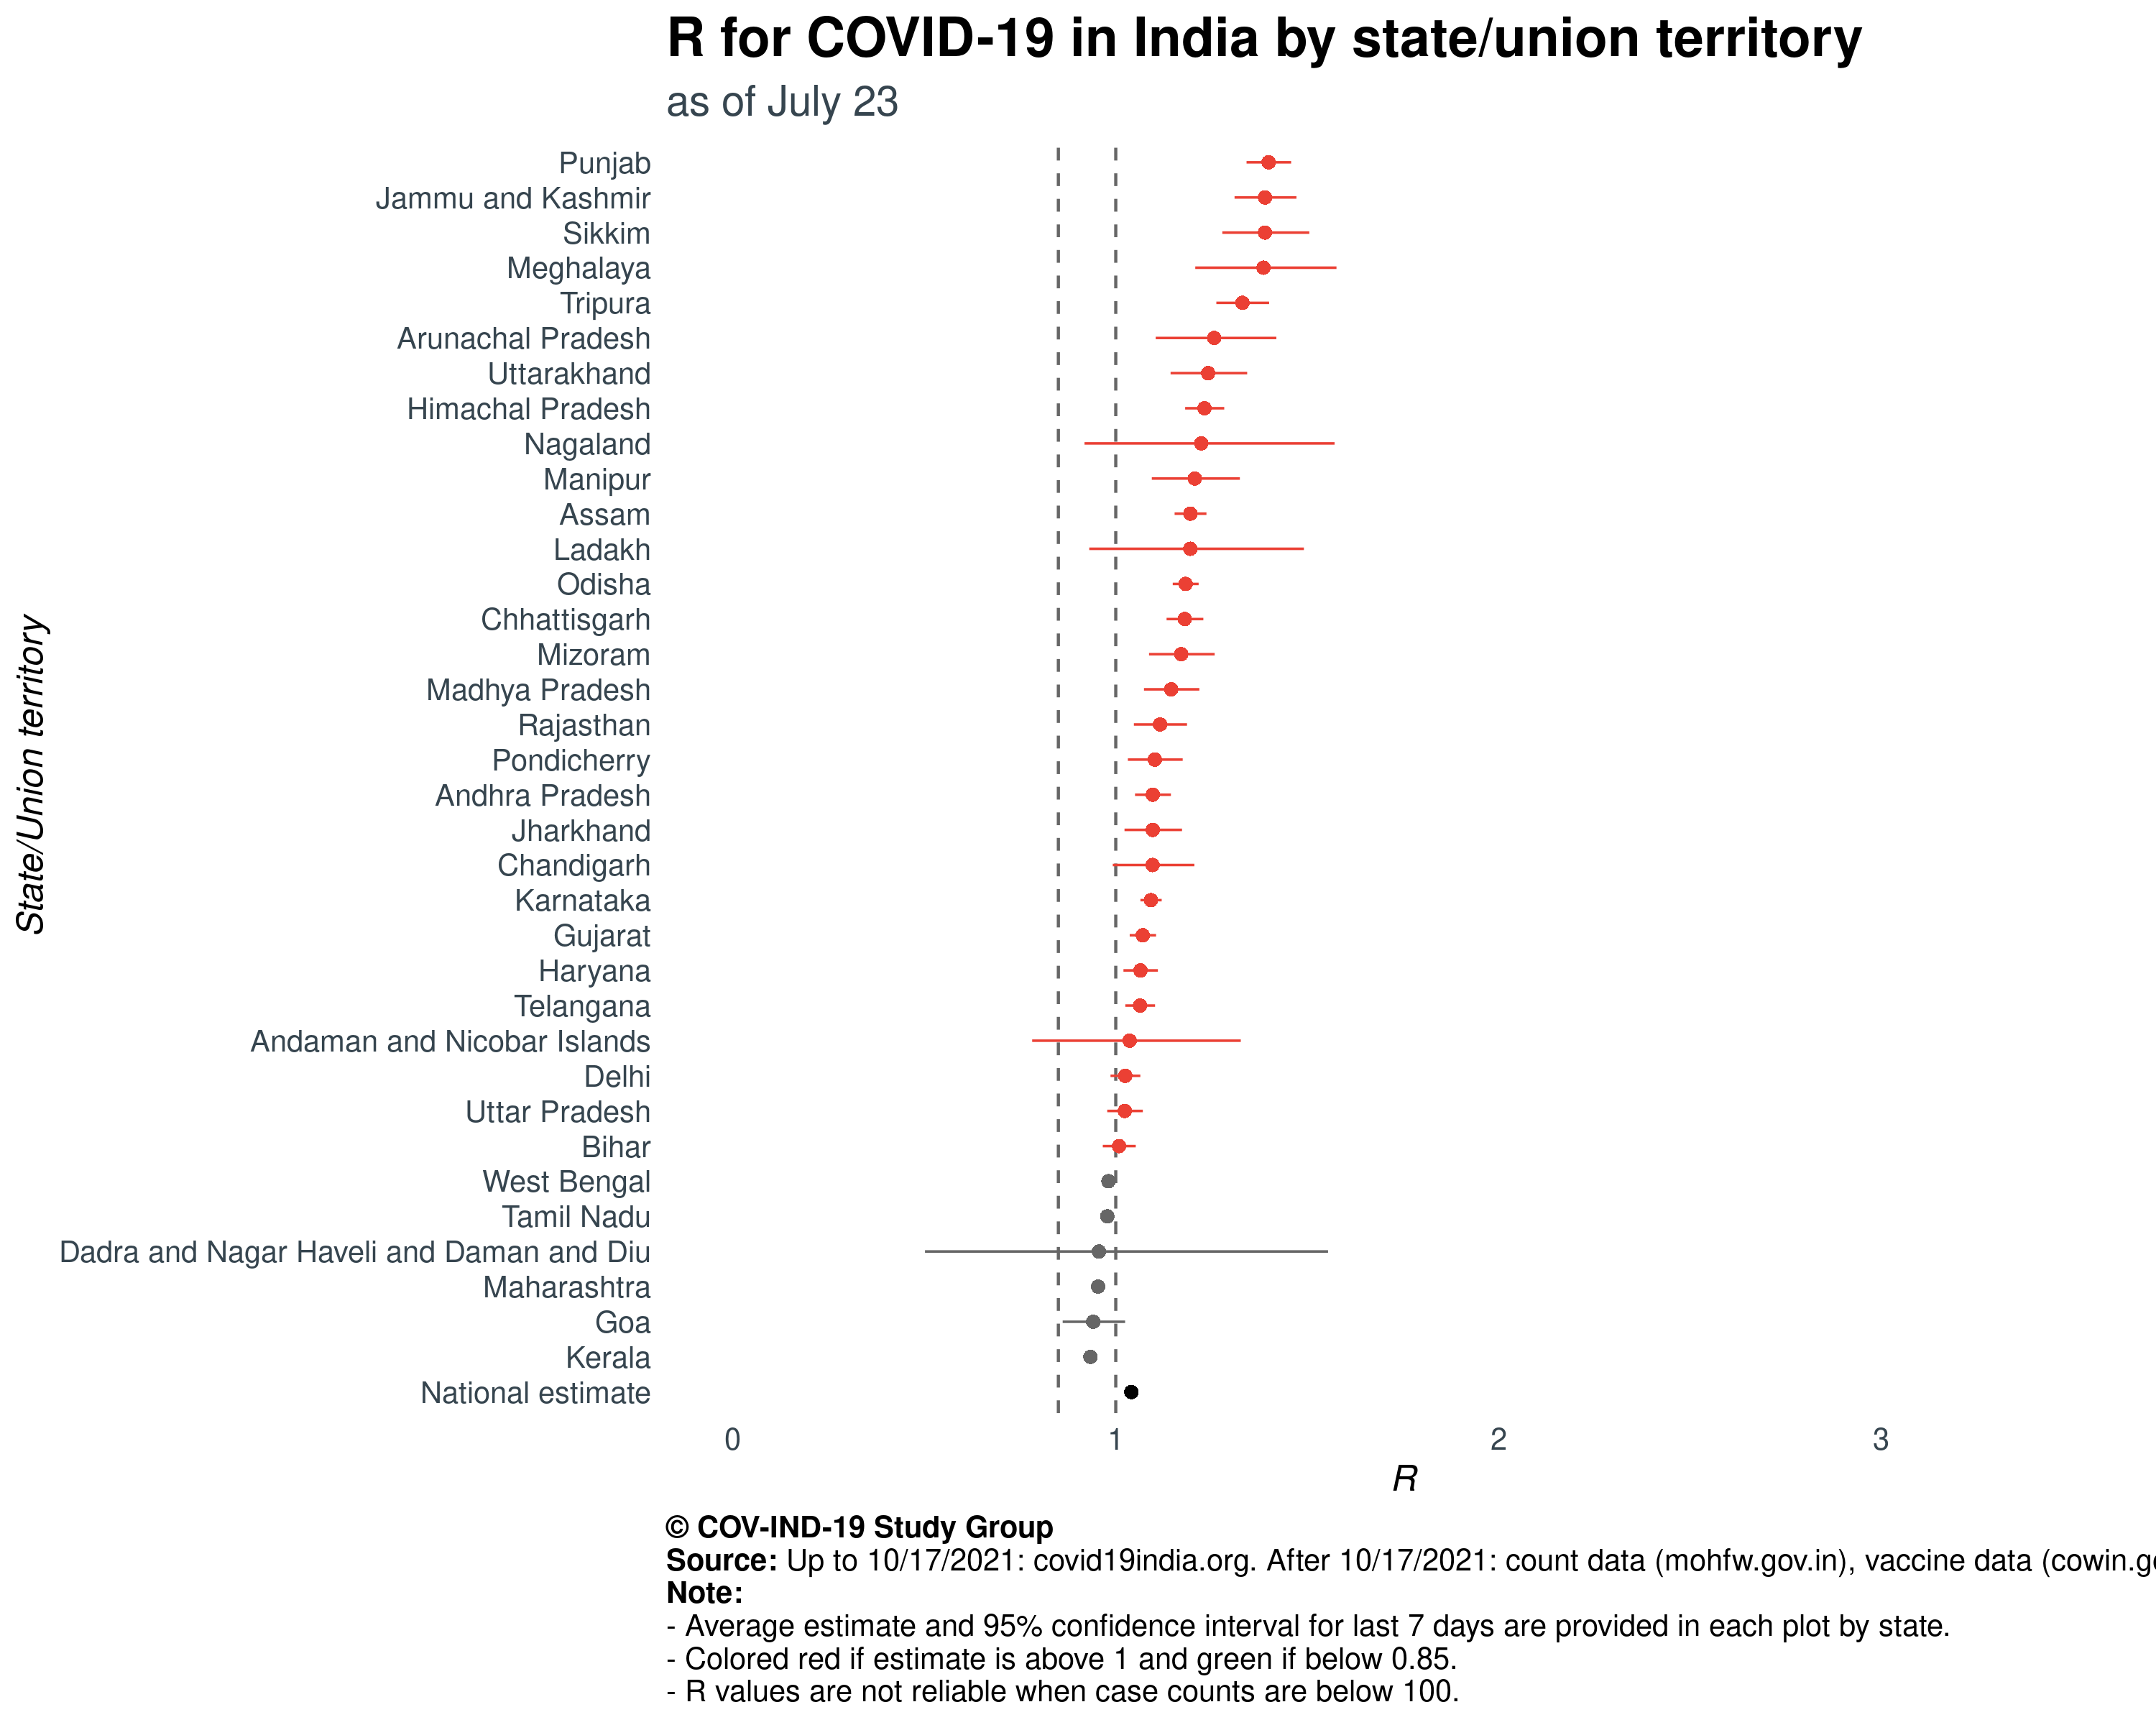 R for COVID-19 in India by state/union territory
as of July 23
State/Union territory
Punjab
Jammu and Kashmir
Sikkim
Meghalaya
Tripura
Arunachal Pradesh
Uttarakhand
Himachal Pradesh
Nagaland
Manipur
Assam
Ladakh
Odisha
Chhattisgarh
Mizoram
Madhya Pradesh
Rajasthan
Pondicherry
Andhra Pradesh
Jharkhand
Chandigarh
Karnataka
Gujarat
Haryana
Telangana
Andaman and Nicobar Islands
Delhi
Uttar Pradesh
Bihar
West Bengal
Tamil Nadu
Dadra and Nagar Haveli and Daman and Diu
Maharashtra
Goa
Kerala
National estimate
0 1 2 3
R
© COV-IND-19 Study Group
Source: Up to 10/17/2021: covid19india.org. After 10/17/2021: count data (mohfw.gov.in), vaccine data (cowin.g
Note:
- Average estimate and 95% confidence interval for last 7 days are provided in each plot by state.
- Colored red if estimate is above 1 and green if below 0.85.
- R values are not reliable when case counts are below 100.